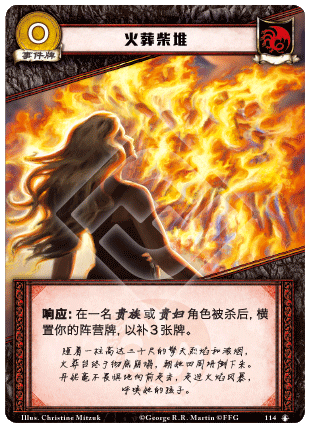 0
事件牌
火葬柴堆
响应: 在一名 贵族 或 贵妇 角色被杀后, 横
置你的阵营牌, 以补 3 张牌。
随着一柱高达三十尺的擎天烈焰和浓烟,
火葬台终于彻底崩塌, 朝她四周倾倒下来。
丹妮毫不畏惧地向前走去, 走进火焰风暴,
呼唤她的孩子。
Illus. Christine Mitzuk
©George R.R. Martin ©FFG
114